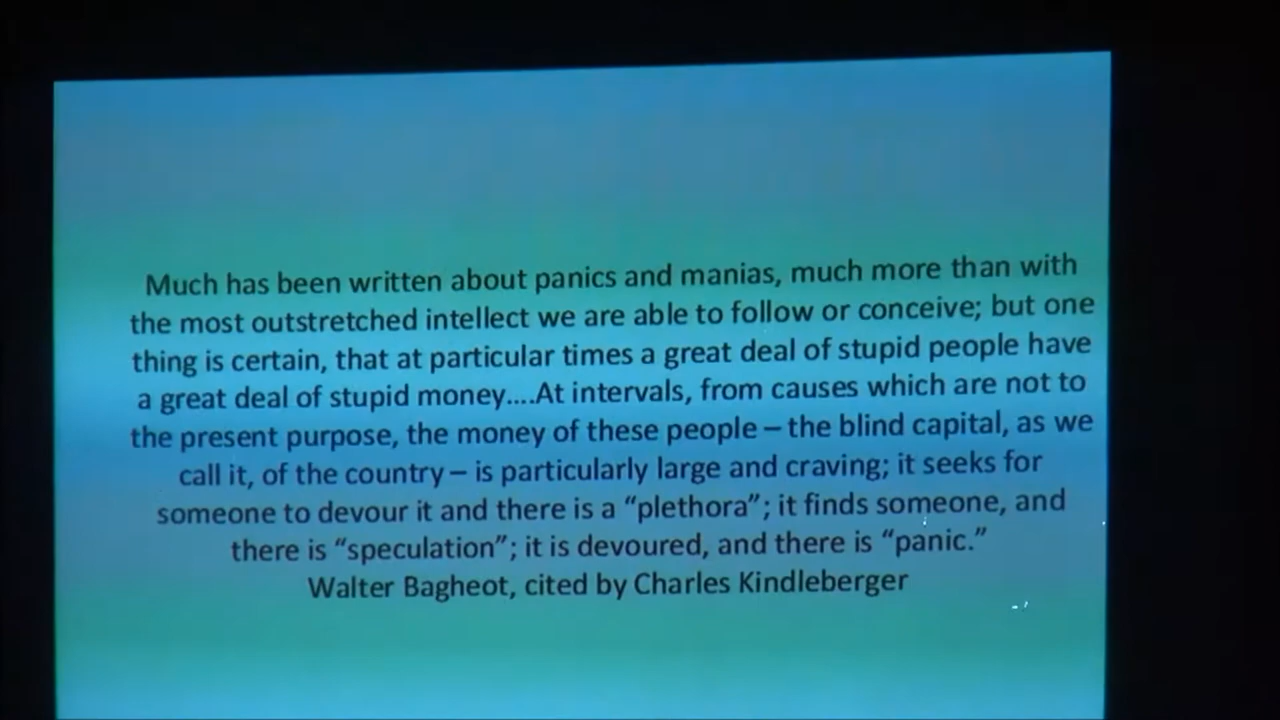 Much has been written about panics and manias, much more than with
the most outstretched intellect we are able to follow or conceive; but one
thing is certain, that at particular times a great deal of stupid people have
a great deal of stupid money....At intervals, from causes which are not to
the present purpose, the money of these people – the blind capital, as we
call it, of the country – is particularly large and craving; it seeks for
someone to devour it and there is a “plethora”; it finds someone, and
there is “speculation”; it is devoured, and there is “panic.”
Walter Bagheot, cited by Charles Kindleberger